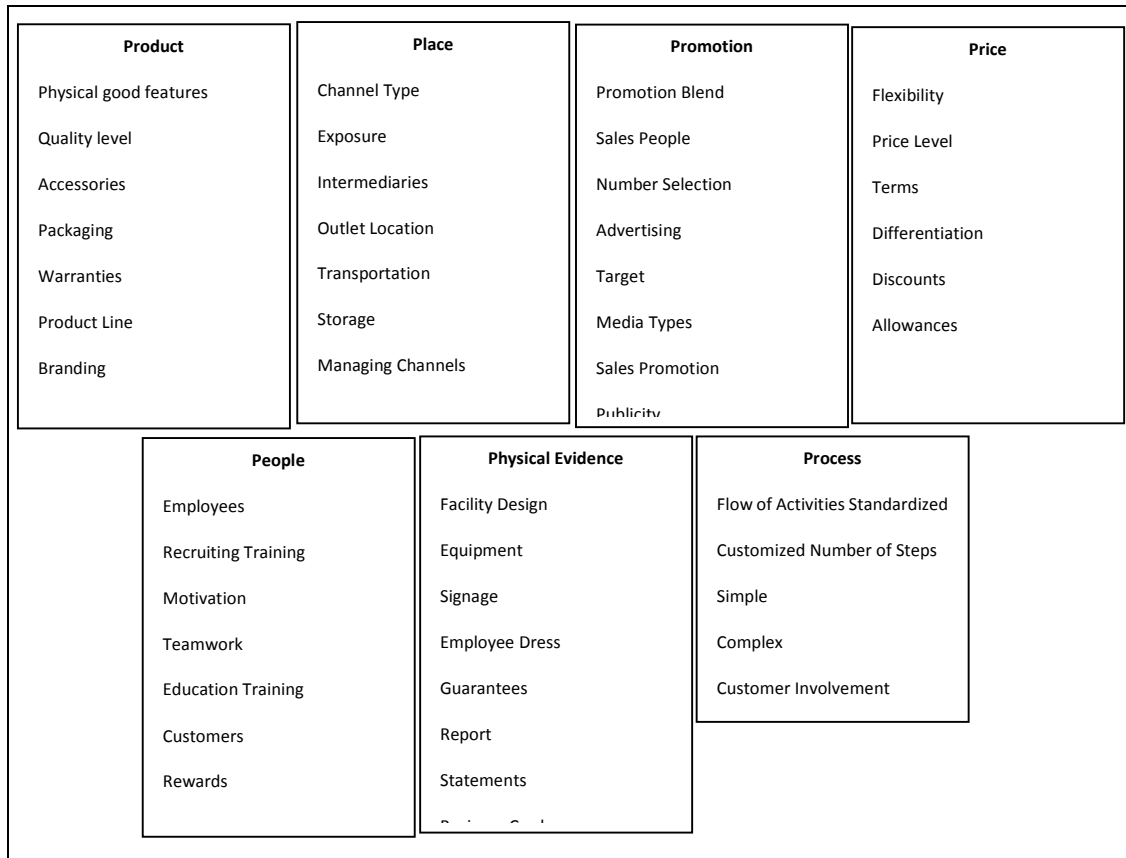 Product
Physical good features
Quality level
Accessories
Packaging
Warranties
Product Line
Branding
Place
Channel Type
Exposure
Intermediaries
Outlet Location
Transportation
Storage
Managing Channels
Promotion
Promotion Blend
Sales People
Number Selection
Advertising
Target
Media Types
Sales Promotion
Publicity
Price
Flexibility
Price Level
Terms
Differentiation
Discounts
Allowances
People
Employees
Recruiting Training
Motivation
Teamwork
Education Training
Customers
Rewards
Physical Evidence
Facility Design
Equipment
Signage
Employee Dress
Guarantees
Report
Statements
Process
Flow of Activities Standardized
Customized Number of Steps
Simple
Complex
Customer Involvement